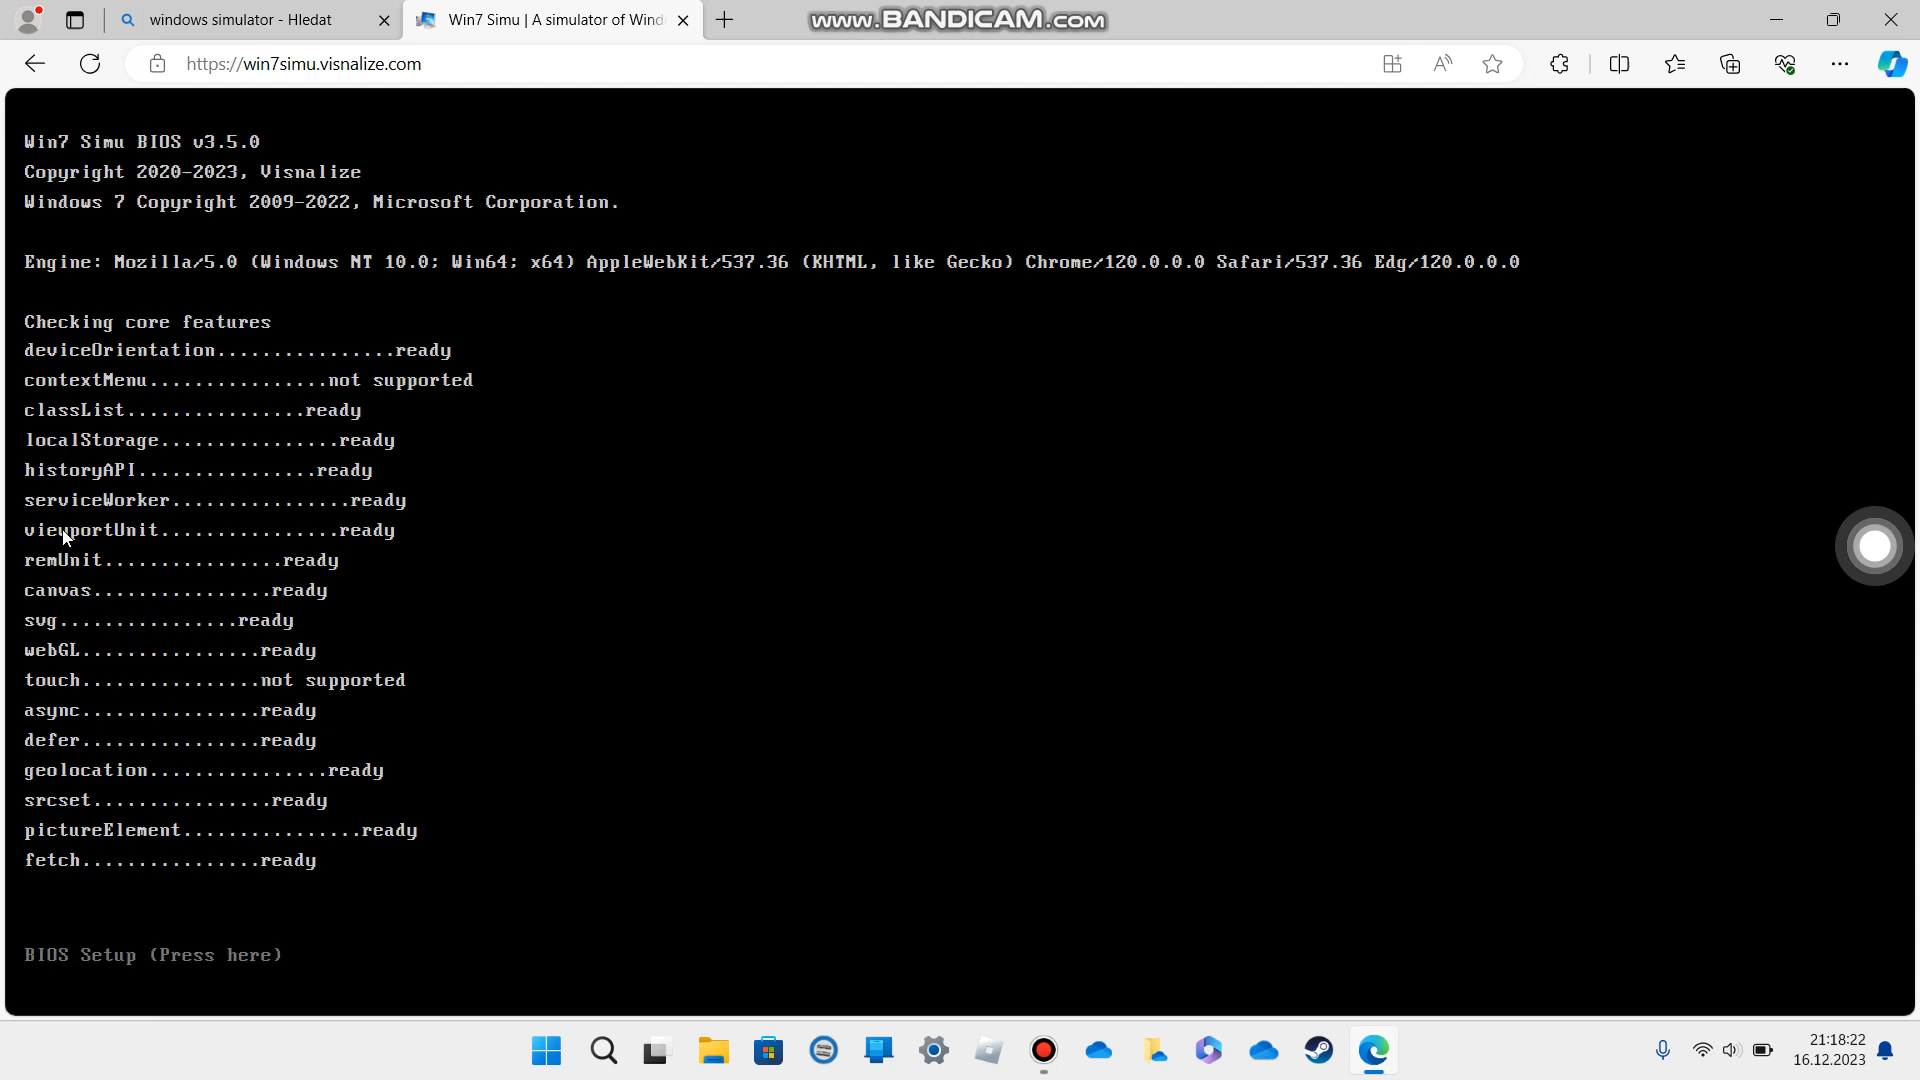 windows simulator - Hledat
Win7 Simu | A simulator of Wind
www.BANDICAM.com
https://win7simu.visnalize.com
Win7 Simu BIOS v3.5.0
Copyright 2020-2023, Visnalize
Windows 7 Copyright 2009-2022, Microsoft Corporation.
Engine: Mozilla/5.0 (Windows NT 10.0; Win64; x64) AppleWebKit/537.36 (KHTML, like Gecko) Chrome/120.0.0.0 Safari/537.36 Edg/120.0.0.0
Checking core features
deviceOrientation................ready
contextMenu................not supported
classList................ready
localStorage................ready
historyAPI................ready
serviceWorker................ready
viewportUnit................ready
remUnit................ready
canvas................ready
svg................ready
webGL................ready
touch................not supported
async................ready
defer................ready
geolocation................ready
srcset................ready
pictureElement................ready
fetch................ready
BIOS Setup (Press here)
21:18:22
16.12.2023